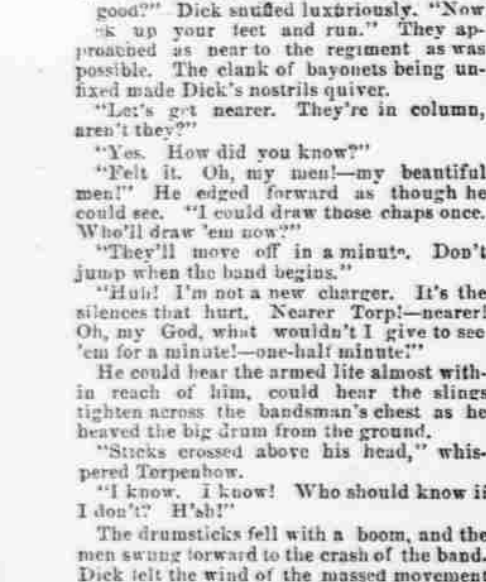 good?" Dick snuffed luxuriously. "Now
up your feet and run." They ap-
proached as near to the regiment as was
possible. The clank of bayonets being un-
fixed made Dick's nostrils quiver.
"Let's get nearer. They're in column,
aren't they?"
"Yes. How did you know?"
"Felt it. Oh, my men!—my beautiful
men!" He edged forward as though he
could see. "I could draw those chaps once.
Who'll draw 'em now?"
"They'll move off in a minute. Don't
jump when the band begins."
"Huh! I'm not a new charger. It's the
silences that hurt. Nearer Torp!—nearer!
Oh, my God, what wouldn't I give to see
'em for a minute!—one-half minute!"
He could hear the armed life almost with-
in reach of him, could hear the slings
tighten across the bandsman's chest as he
heaved the big drum from the ground.
"Sticks crossed above his head," whis-
pered Torpenhow.
"I know. I know! Who should know if
I don't? H'sh!"
The drumsticks fell with a boom, and the
men swung forward to the crash of the band.
Dick felt the wind of the massed movement